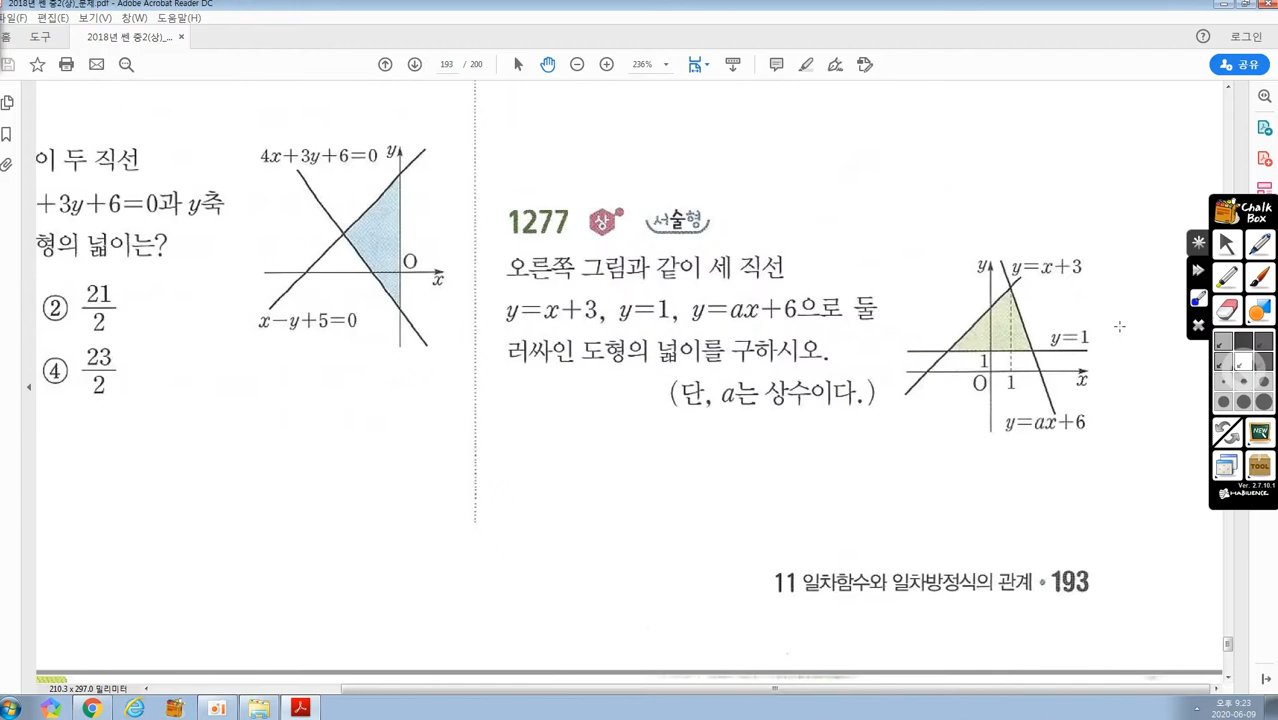 2018년 쎈 중2(상)_문제.pdf - Adobe Acrobat Reader DC
파일(F) 편집(E) 보기(V) 창(W) 도움말(H)
홈 도구 2018년 쎈 중2(상)_... × 로그인
193 / 200 236% 공유
이 두 직선
+3y+6=0과 y축
형의 넓이는?
② 21/2
④ 23/2
4x+3y+6=0 y
O
x
x-y+5=0
1277 상 서술형
오른쪽 그림과 같이 세 직선
y=x+3, y=1, y=ax+6으로 둘
러싸인 도형의 넓이를 구하시오.
(단, a는 상수이다.)
y y=x+3
y=1
1
O 1 x
y=ax+6
11 일차함수와 일차방정식의 관계 • 193
Chalk
Box
NEW
TOOL
Ver. 2.7.10.1
MABILIENCE
210.3 x 297.0 밀리미터
오후 9:23
2020-06-09